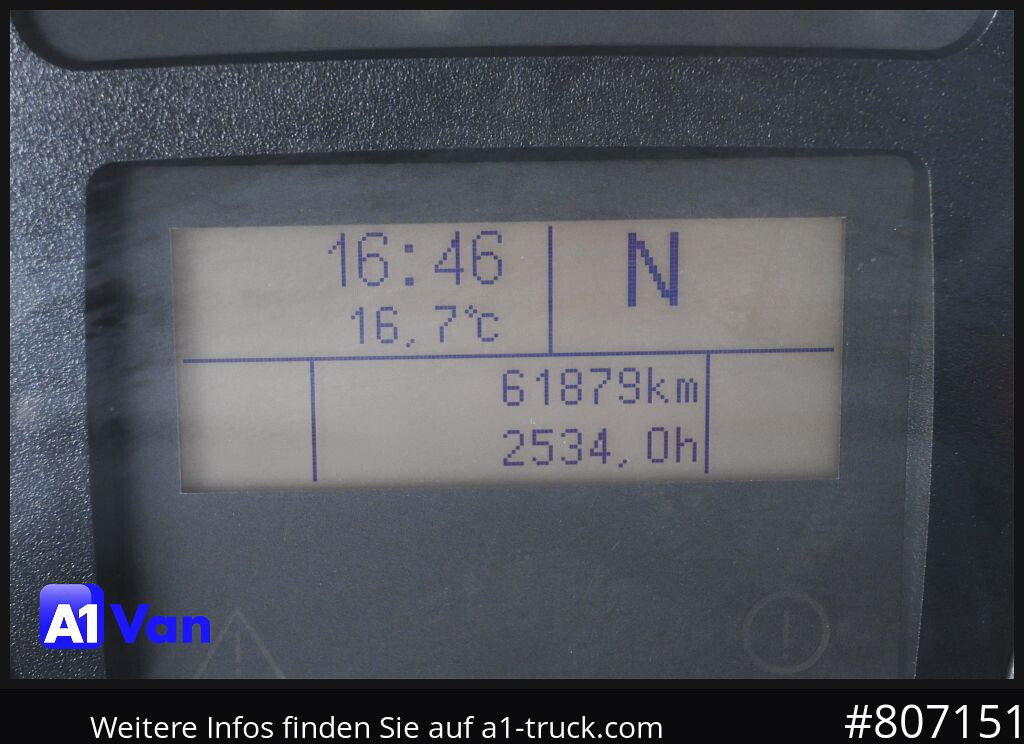 16:46
N
16,7°C
61879km
2534,0h
A1 Van
Weitere Infos finden Sie auf a1-truck.com
#807151